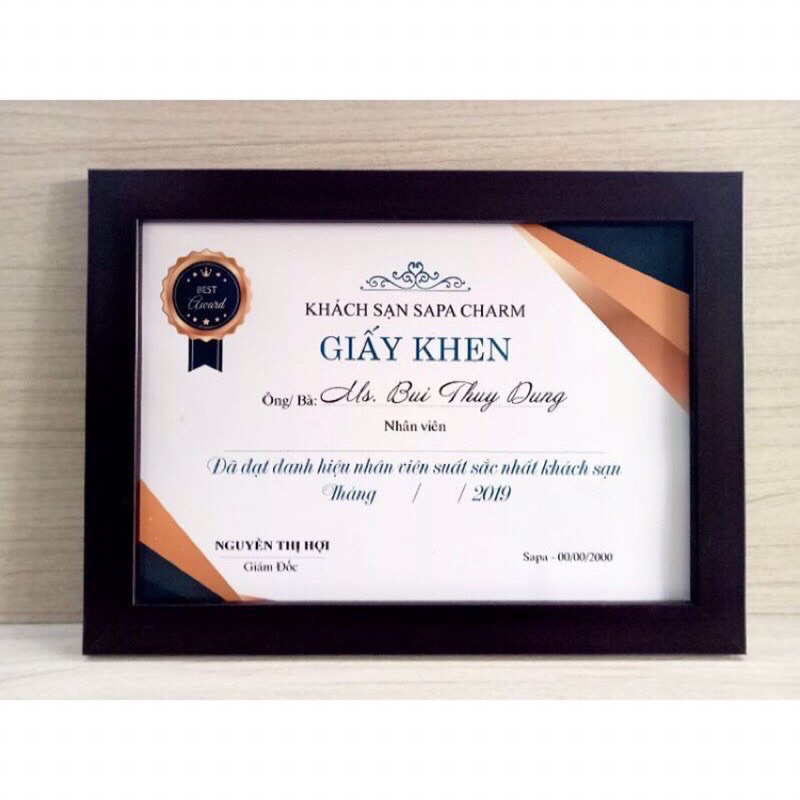 BEST
Award
KHÁCH SẠN SAPA CHARM
GIẤY KHEN
Ông/ Bà: Ms. Bui Thuy Dung
Nhân viên
Đã đạt danh hiệu nhân viên suất sắc nhất khách sạn
Tháng / / 2019
NGUYỄN THỊ HỢI
Giám Đốc
Sapa - 00/00/2000